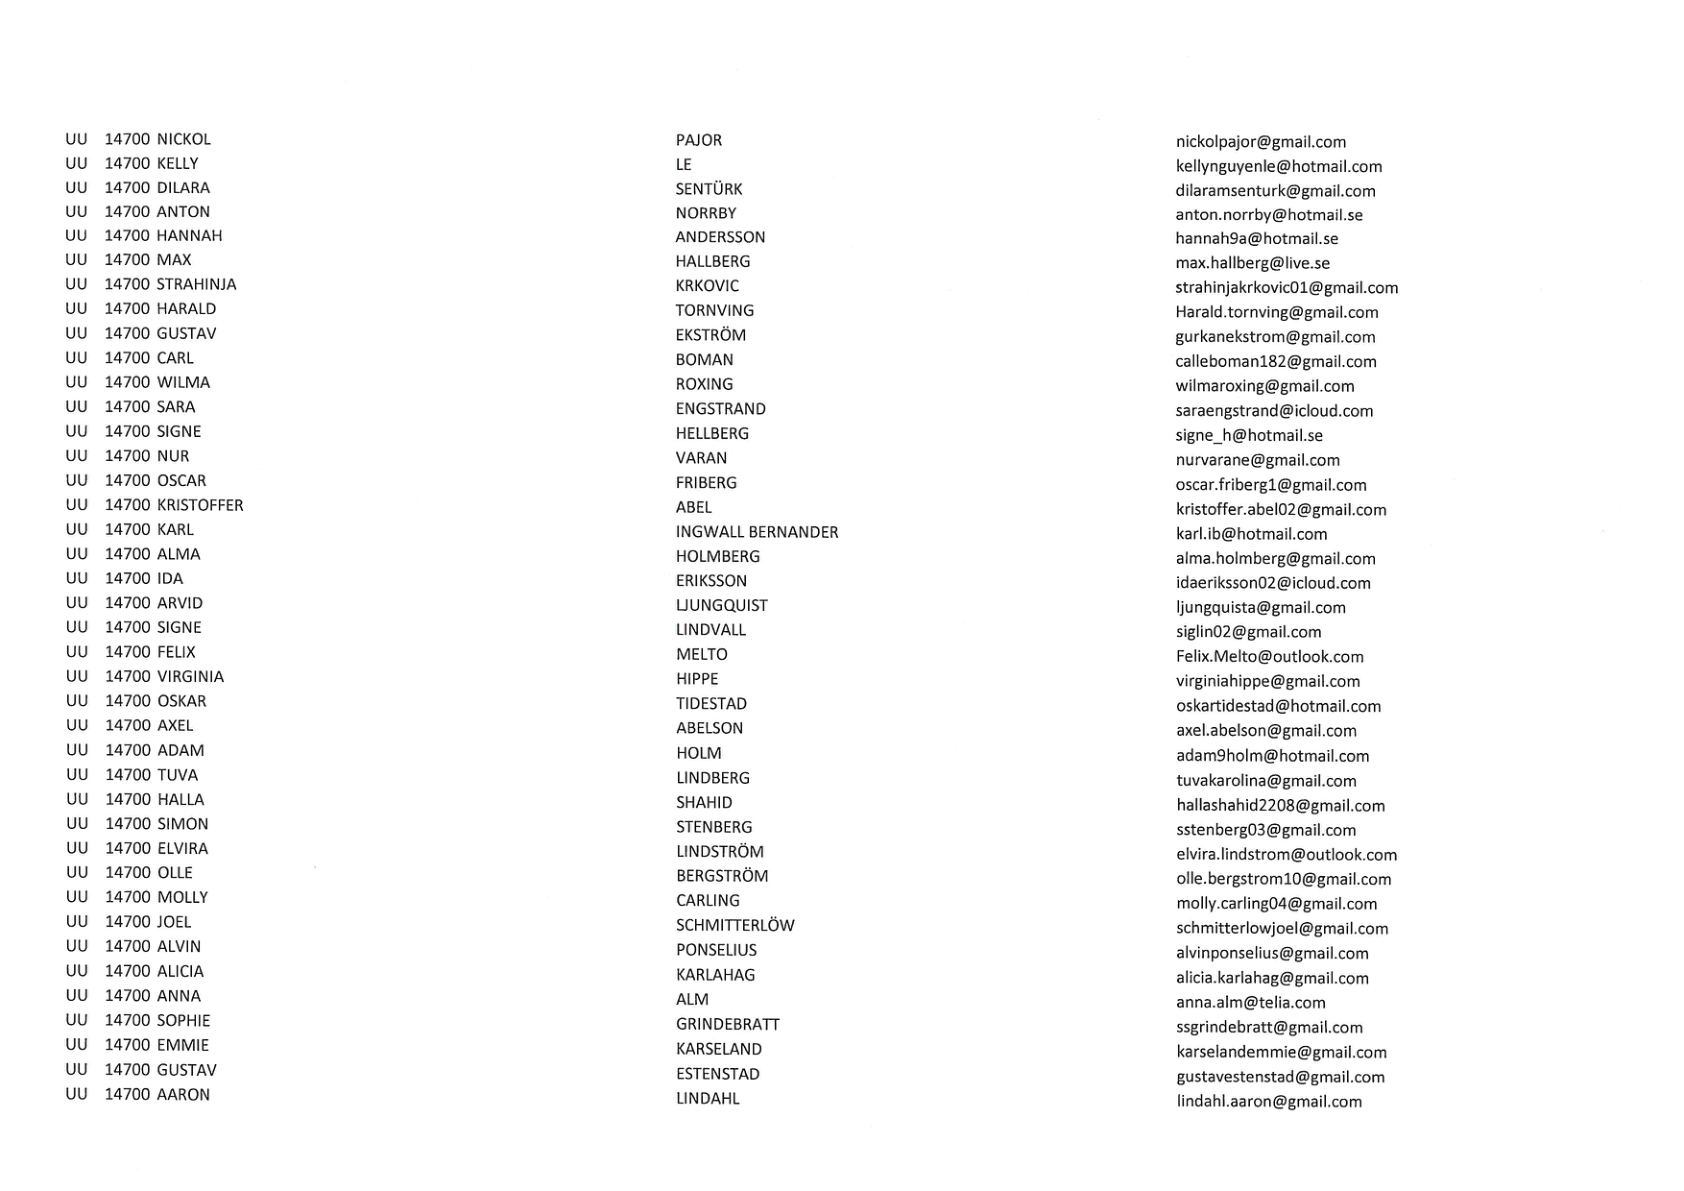 UU 14700 NICKOL PAJOR nickolpajor@gmail.com
UU 14700 KELLY LE kellynguyenle@hotmail.com
UU 14700 DILARA SENTÜRK dilaramsenturk@gmail.com
UU 14700 ANTON NORRBY anton.norrby@hotmail.se
UU 14700 HANNAH ANDERSSON hannah9a@hotmail.se
UU 14700 MAX HALLBERG max.hallberg@live.se
UU 14700 STRAHINJA KRKOVIC strahinjakrkovic01@gmail.com
UU 14700 HARALD TORNVING Harald.tornving@gmail.com
UU 14700 GUSTAV EKSTRÖM gurkanekstrom@gmail.com
UU 14700 CARL BOMAN calleboman182@gmail.com
UU 14700 WILMA ROXING wilmaroxing@gmail.com
UU 14700 SARA ENGSTRAND saraengstrand@icloud.com
UU 14700 SIGNE HELLBERG signe_h@hotmail.se
UU 14700 NUR VARAN nurvarane@gmail.com
UU 14700 OSCAR FRIBERG oscar.friberg1@gmail.com
UU 14700 KRISTOFFER ABEL kristoffer.abel02@gmail.com
UU 14700 KARL INGWALL BERNANDER karl.ib@hotmail.com
UU 14700 ALMA HOLMBERG alma.holmberg@gmail.com
UU 14700 IDA ERIKSSON idaeriksson02@icloud.com
UU 14700 ARVID LJUNGQUIST ljungquista@gmail.com
UU 14700 SIGNE LINDVALL siglin02@gmail.com
UU 14700 FELIX MELTO Felix.Melto@outlook.com
UU 14700 VIRGINIA HIPPE virginiahippe@gmail.com
UU 14700 OSKAR TIDESTAD oskartidestad@hotmail.com
UU 14700 AXEL ABELSON axel.abelson@gmail.com
UU 14700 ADAM HOLM adam9holm@hotmail.com
UU 14700 TUVA LINDBERG tuvakarolina@gmail.com
UU 14700 HALLA SHAHID hallashahid2208@gmail.com
UU 14700 SIMON STENBERG sstenberg03@gmail.com
UU 14700 ELVIRA LINDSTRÖM elvira.lindstrom@outlook.com
UU 14700 OLLE BERGSTRÖM olle.bergstrom10@gmail.com
UU 14700 MOLLY CARLING molly.carling04@gmail.com
UU 14700 JOEL SCHMITTERLÖW schmitterlowjoel@gmail.com
UU 14700 ALVIN PONSELIUS alvinponselius@gmail.com
UU 14700 ALICIA KARLAHAG alicia.karlahag@gmail.com
UU 14700 ANNA ALM anna.alm@telia.com
UU 14700 SOPHIE GRINDEBRATT ssgrindebratt@gmail.com
UU 14700 EMMIE KARSELAND karselandemmie@gmail.com
UU 14700 GUSTAV ESTENSTAD gustavestenstad@gmail.com
UU 14700 AARON LINDAHL lindahl.aaron@gmail.com